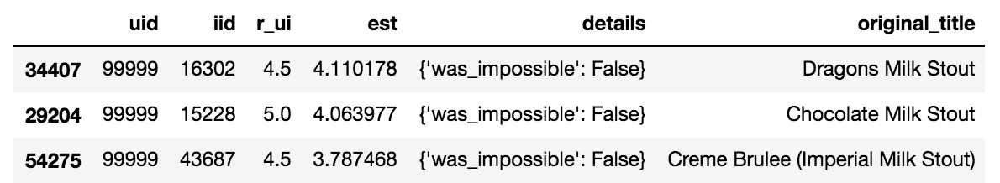 uid iid r_ui est details original_title
34407 99999 16302 4.5 4.110178 {'was_impossible': False} Dragons Milk Stout
29204 99999 15228 5.0 4.063977 {'was_impossible': False} Chocolate Milk Stout
54275 99999 43687 4.5 3.787468 {'was_impossible': False} Creme Brulee (Imperial Milk Stout)